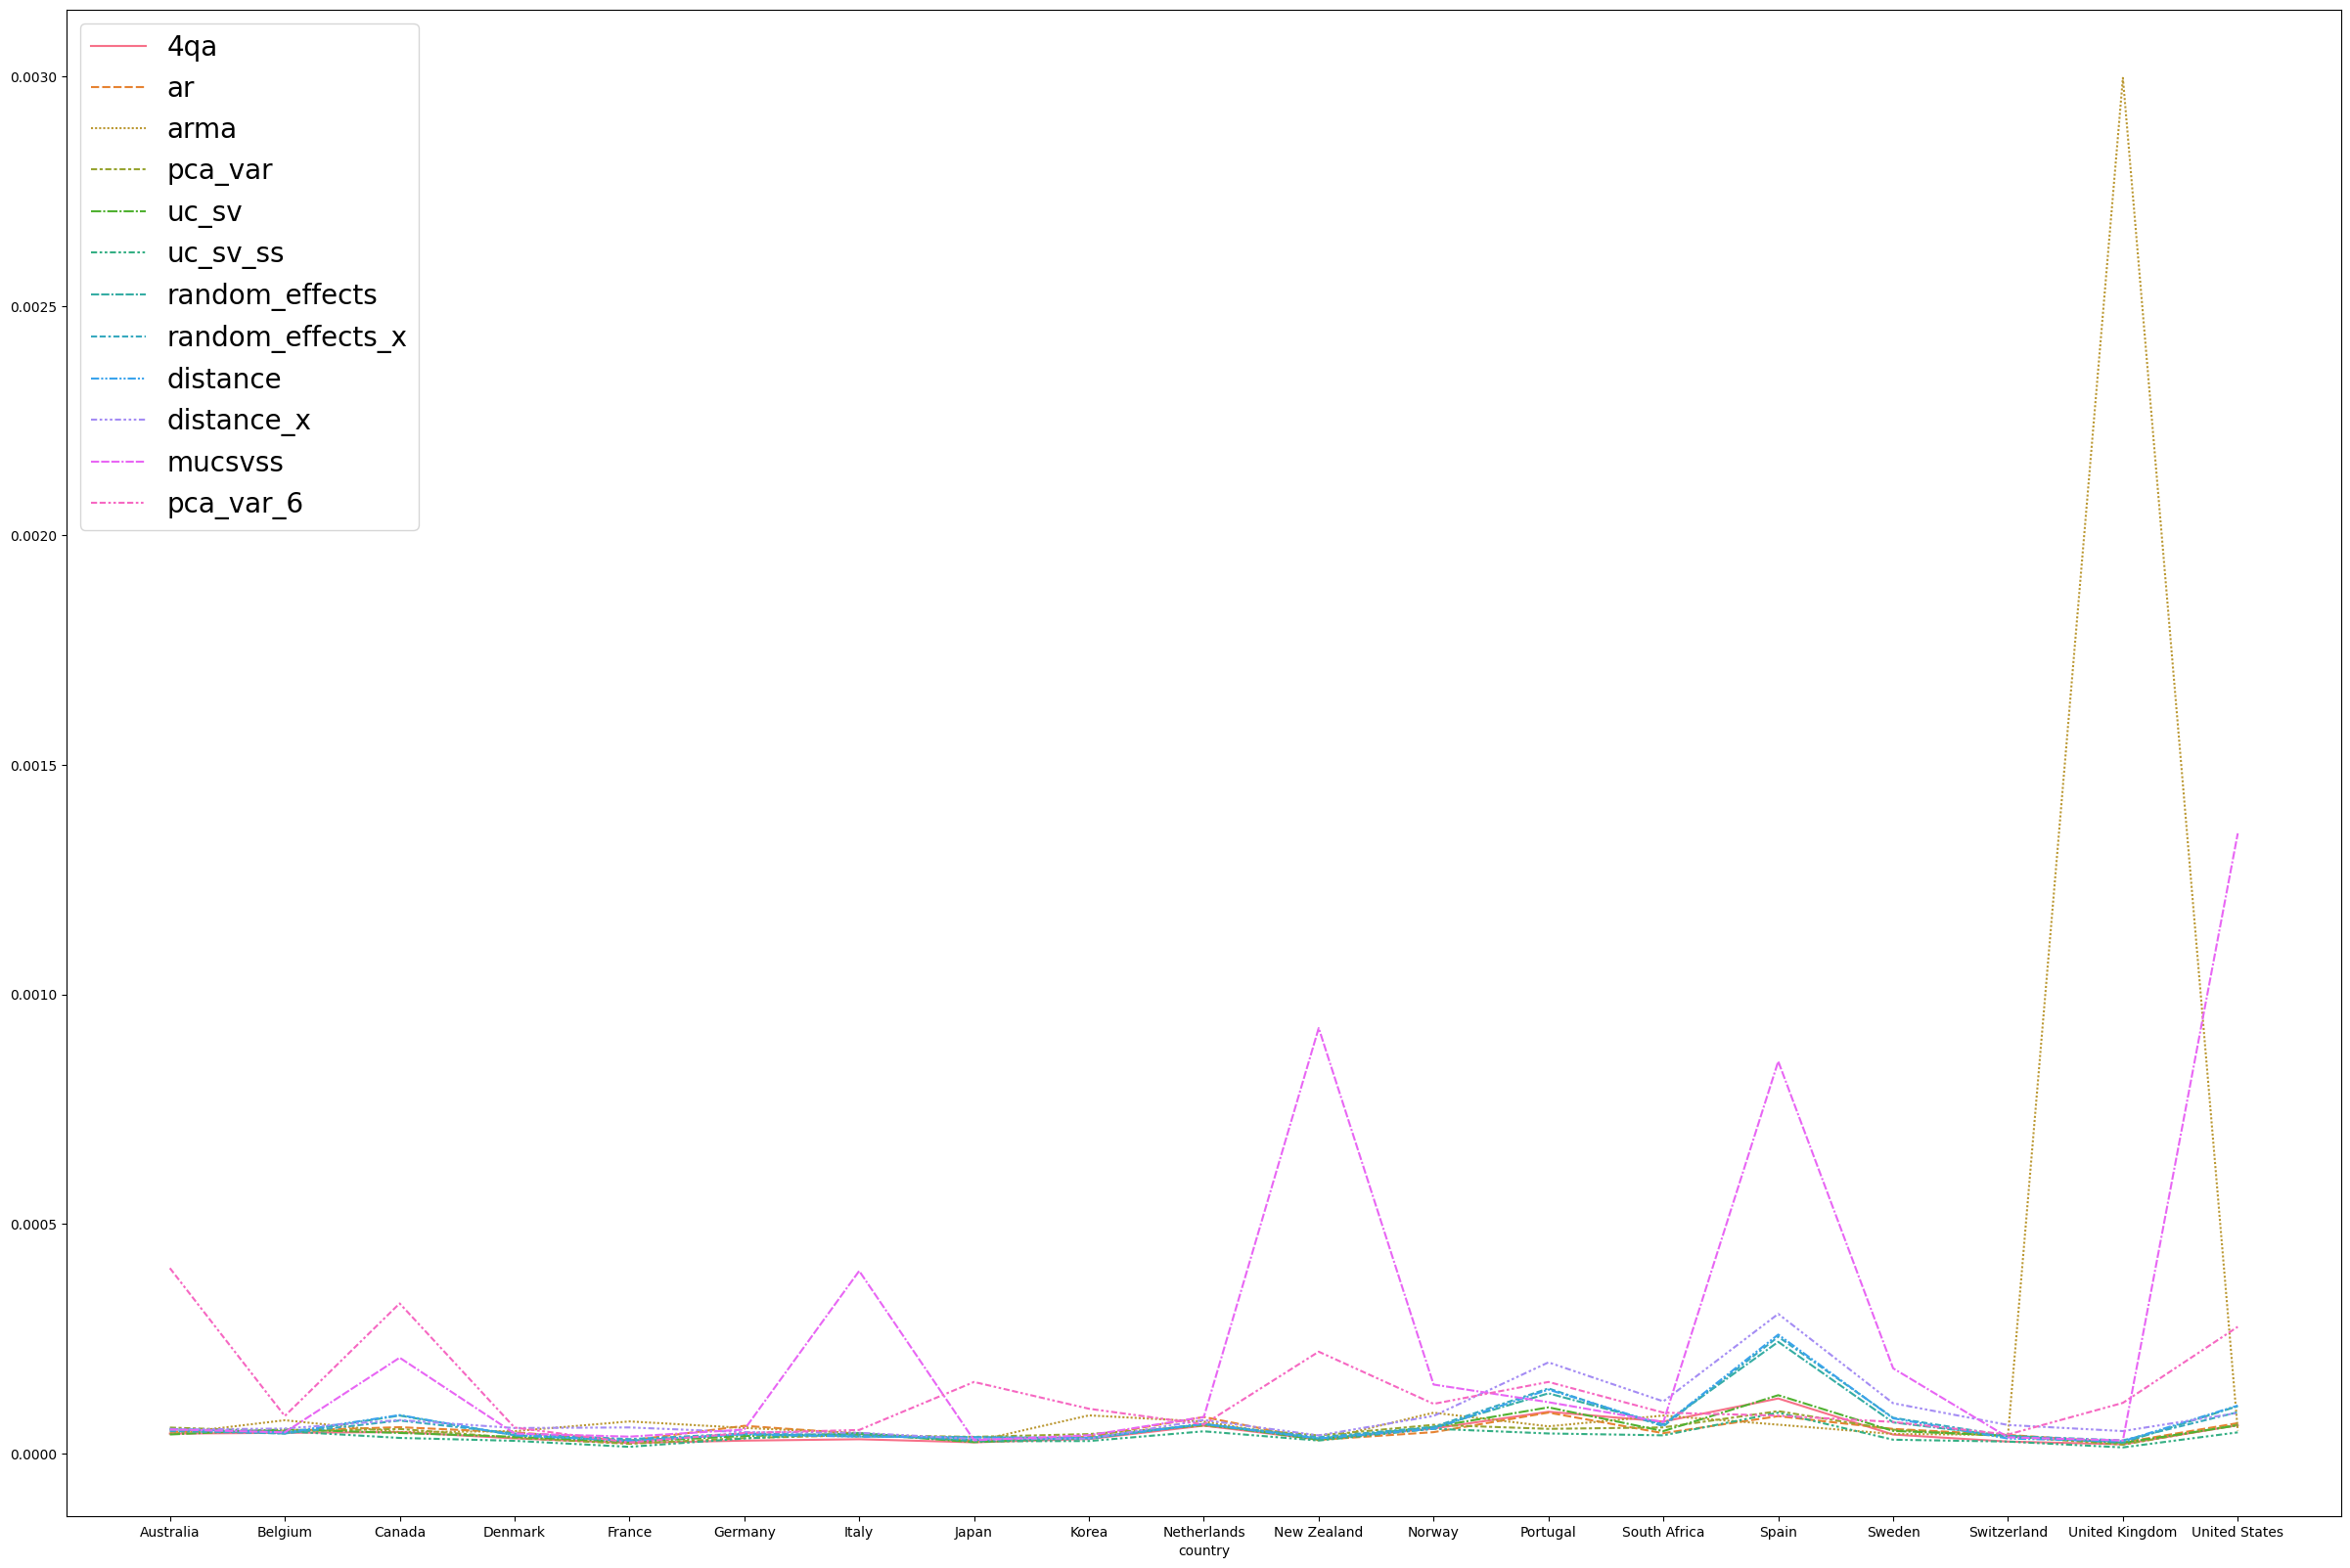 4qa
ar
arma
pca_var
uc_sv
uc_sv_ss
random_effects
random_effects_x
distance
distance_x
mucsvss
pca_var_6
0.0030
0.0025
0.0020
0.0015
0.0010
0.0005
0.0000
Australia Belgium Canada Denmark France Germany Italy Japan Korea Netherlands New Zealand Norway Portugal South Africa Spain Sweden Switzerland United Kingdom United States
country